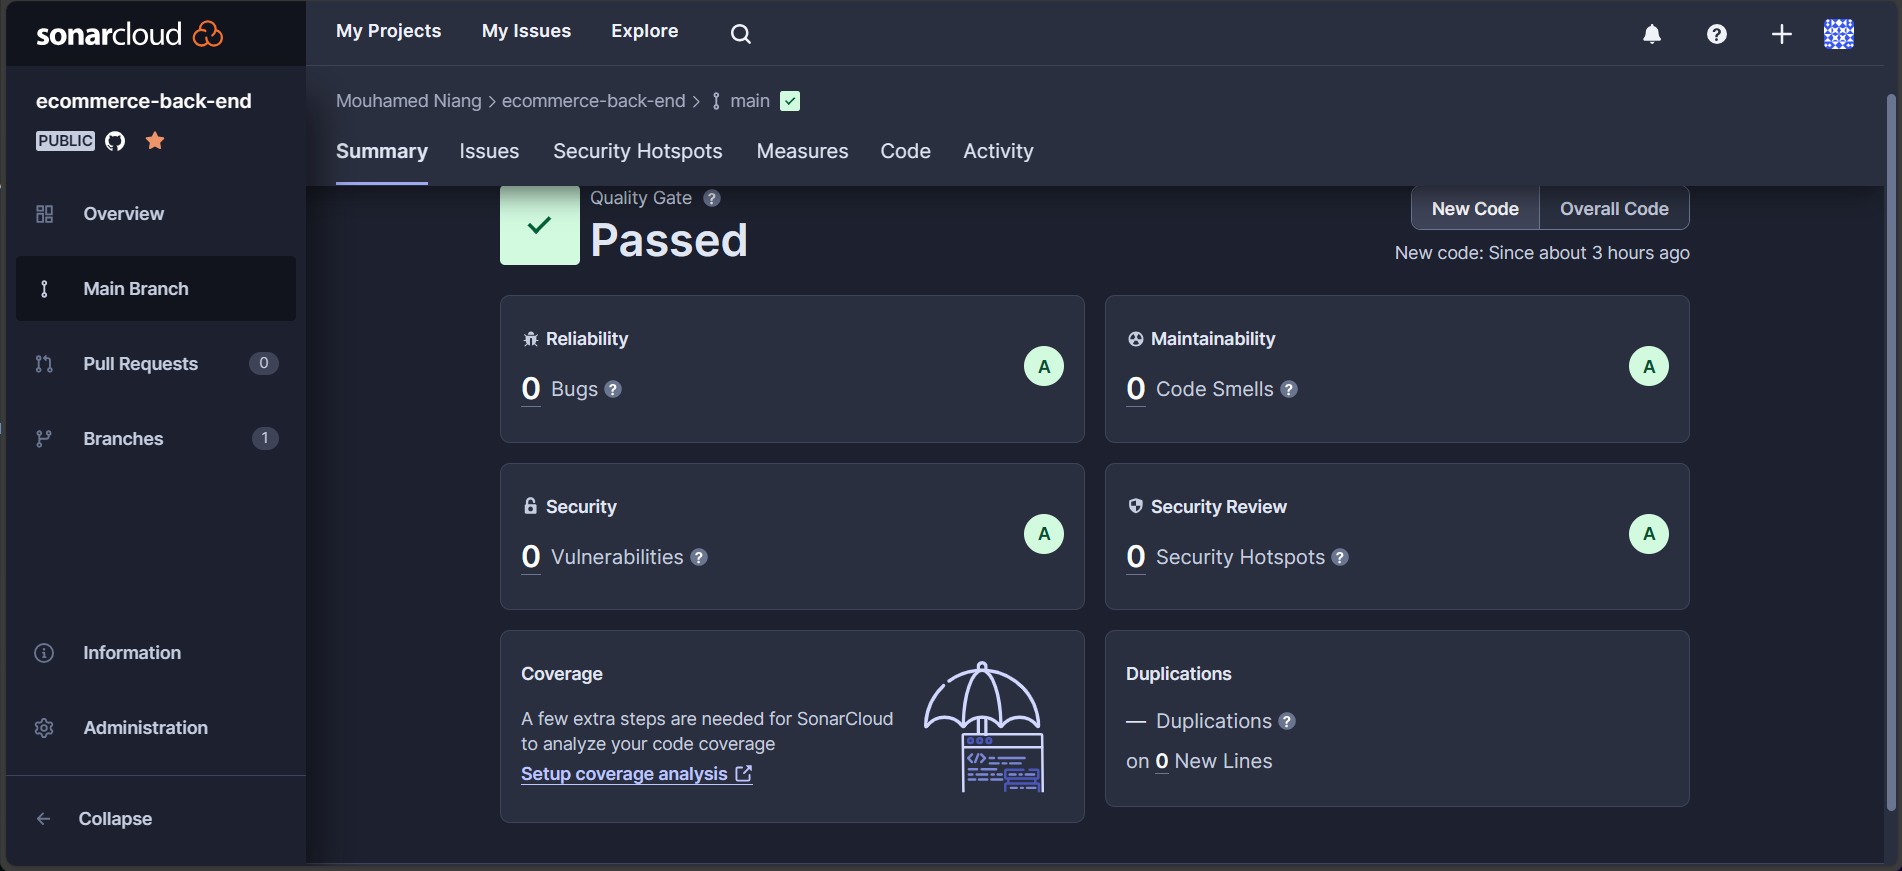 sonarcloud
My Projects
My Issues
Explore
ecommerce-back-end
PUBLIC
Overview
Main Branch
Pull Requests
0
Branches
1
Information
Administration
Collapse
Mouhamed Niang > ecommerce-back-end > main
Summary
Issues
Security Hotspots
Measures
Code
Activity
Quality Gate ?
Passed
New Code
Overall Code
New code: Since about 3 hours ago
Reliability
0 Bugs ?
A
Maintainability
0 Code Smells ?
A
Security
0 Vulnerabilities ?
A
Security Review
0 Security Hotspots ?
A
Coverage
A few extra steps are needed for SonarCloud
to analyze your code coverage
Setup coverage analysis
</>
Duplications
— Duplications ?
on 0 New Lines